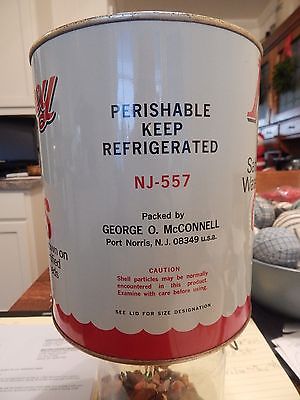 PERISHABLE
KEEP
REFRIGERATED
NJ-557
Packed by
GEORGE O. McCONNELL
Port Norris, N.J. 08349 U.S.A.
CAUTION
Shell particles may be normally
encountered in this product.
Examine with care before using.
SEE LID FOR SIZE DESIGNATION